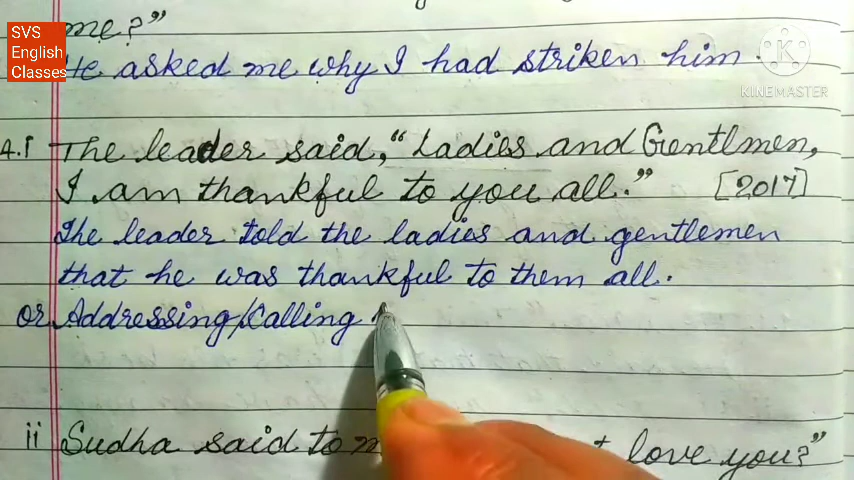 SVS
English
Classes
me?"
He asked me why I had striken him.
KINEMASTER
4.i The leader said, "Ladies and Gentlmen,
I am thankful to you all." [2017]
The leader told the ladies and gentlemen
that he was thankful to them all.
or Addressing/Calling
ii Sudha said to love you?"